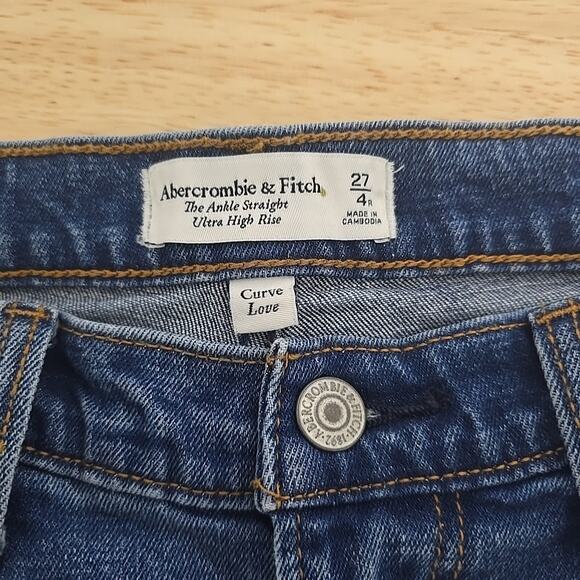 Abercrombie & Fitch
The Ankle Straight
Ultra High Rise
27
4R
MADE IN
CAMBODIA
Curve
Love
ABERCROMBIE & FITCH · 1892 ·